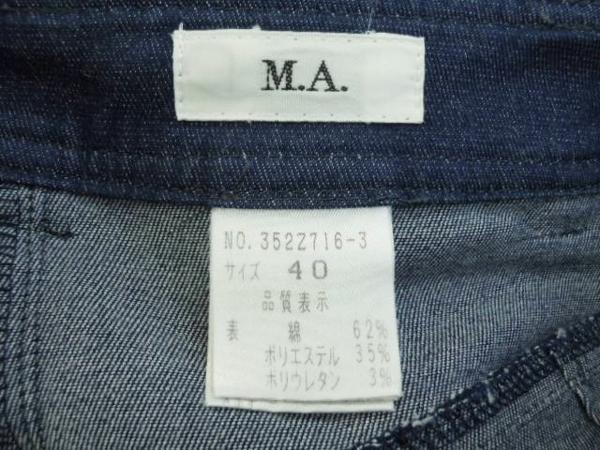 M.A.
NO.352Z716-3
サイズ 40
品質表示
表 綿 62%
ポリエステル 35%
ポリウレタン 3%